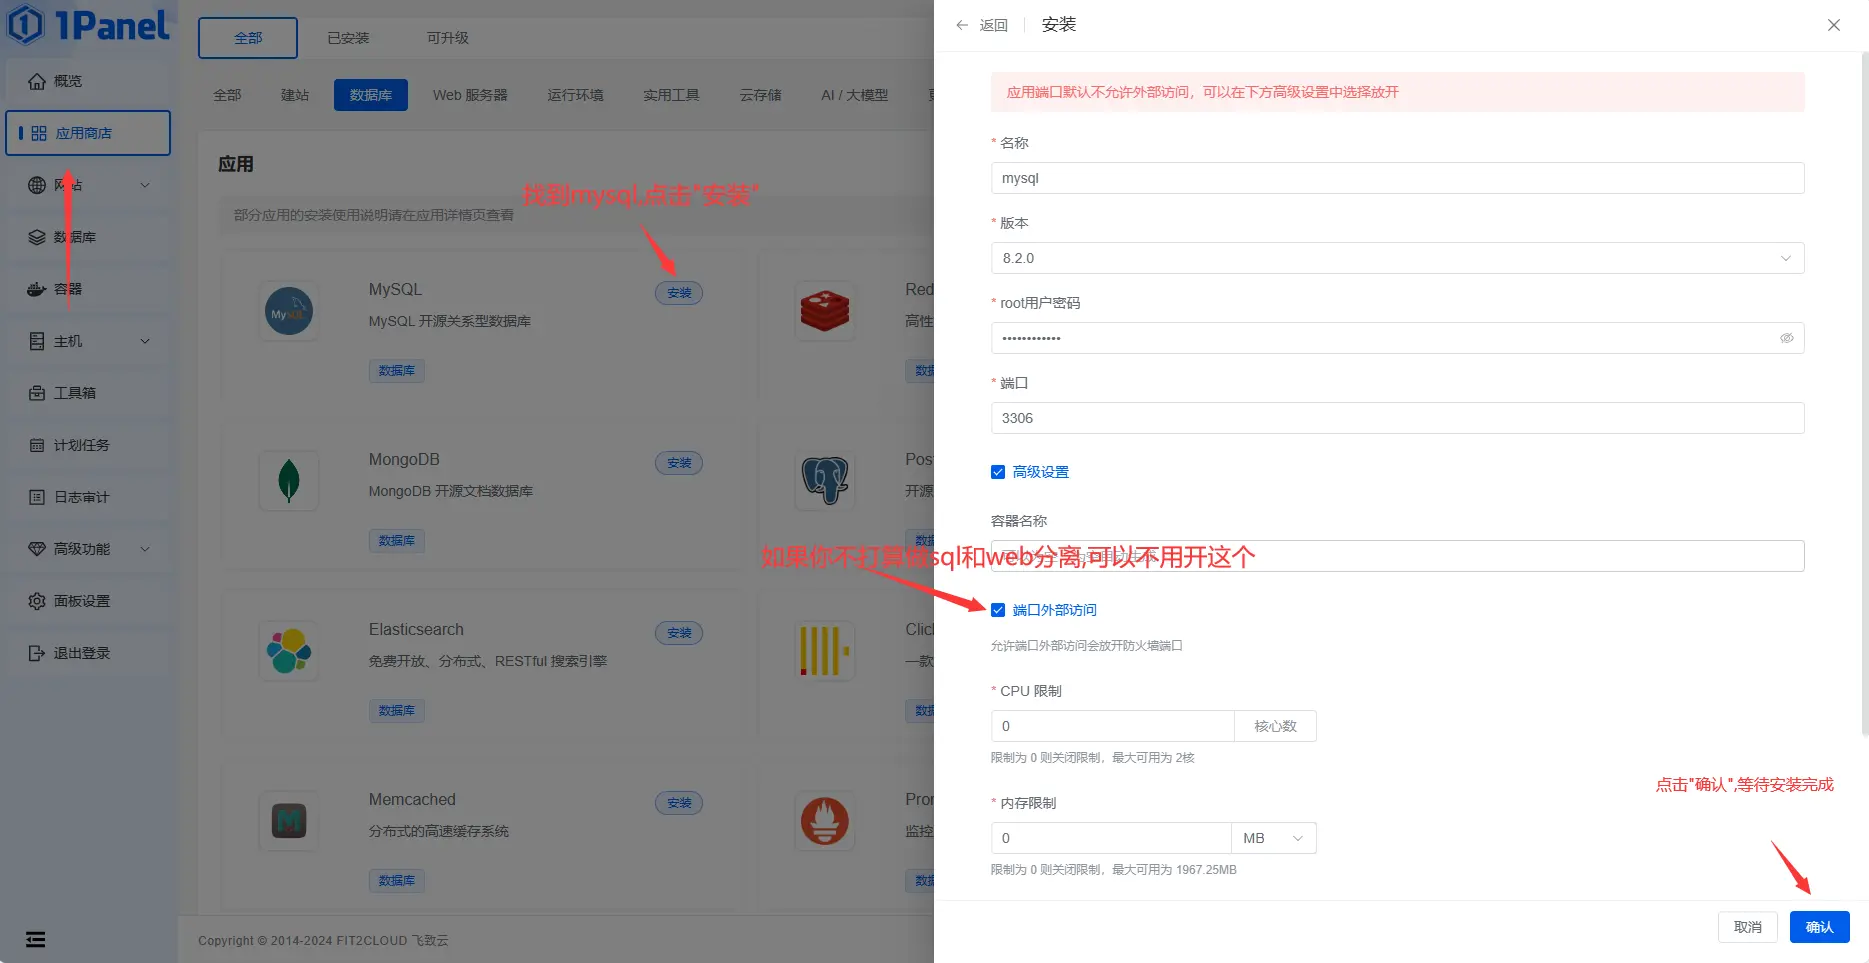 1Panel
概览
应用商店
网站
数据库
容器
主机
工具箱
计划任务
日志审计
高级功能
面板设置
退出登录
全部
已安装
可升级
全部
建站
数据库
Web 服务器
运行环境
实用工具
云存储
AI / 大模型
应用
找到mysql,点击"安装"
部分应用的安装使用说明请在应用详情页查看
MySQL
安装
MySQL 开源关系型数据库
数据库
Red
高性
数据
MongoDB
安装
MongoDB 开源文档数据库
数据库
Pos
开源
数据
Elasticsearch
安装
免费开放、分布式、RESTful 搜索引擎
数据库
Clic
一款
数据
Memcached
安装
分布式的高速缓存系统
数据库
Pro
监控
数据
Copyright © 2014-2024 FIT2CLOUD 飞致云
返回
安装
应用端口默认不允许外部访问，可以在下方高级设置中选择放开
* 名称
mysql
* 版本
8.2.0
* root用户密码
••••••••••••
* 端口
3306
高级设置
容器名称
如果你不打算做sql和web分离,可以不用开这个
端口外部访问
允许端口外部访问会放开防火墙端口
* CPU 限制
0
核心数
限制为 0 则关闭限制，最大可用为 2核
点击"确认",等待安装完成
* 内存限制
0
MB
限制为 0 则关闭限制，最大可用为 1967.25MB
取消
确认